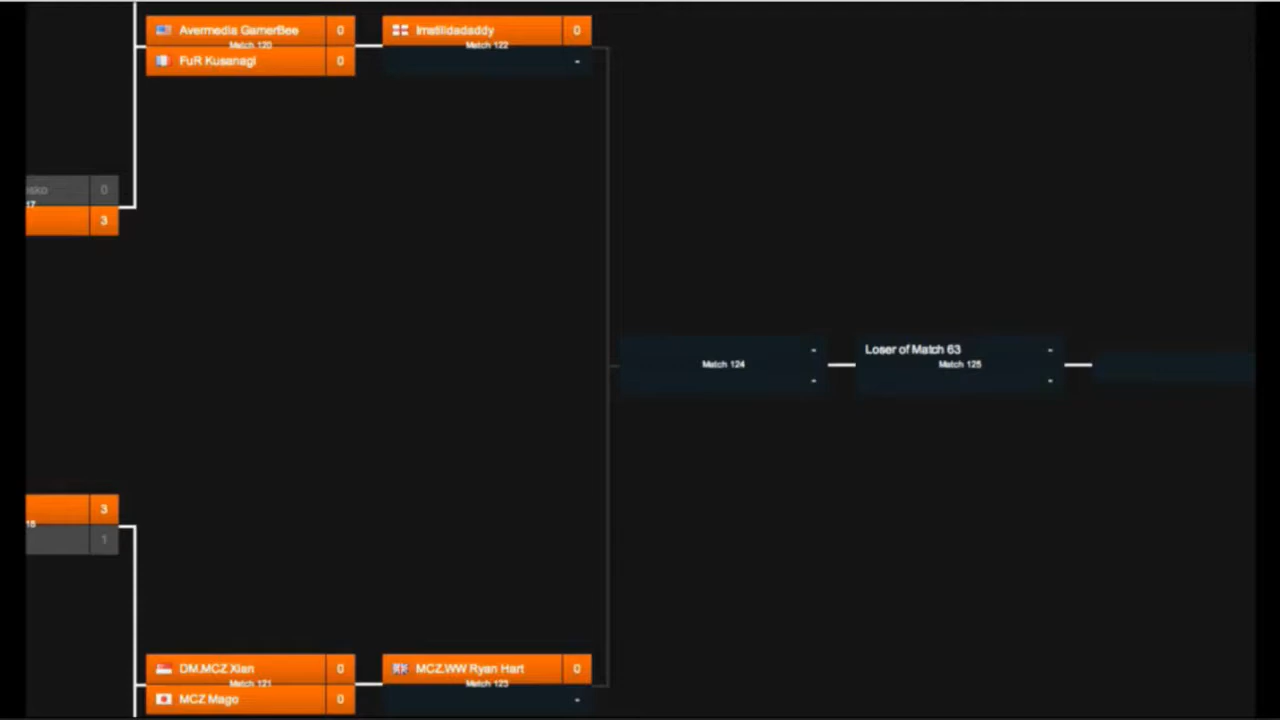 Avermedia GamerBee 0
Match 120
FuR Kusanagi 0
Imstilldadaddy 0
Match 122
-
0
17
3
Loser of Match 63 -
Match 124
Match 125
-
-
-
3
18
1
DM.MCZ Xian 0
Match 121
MCZ Mago 0
MCZ.WW Ryan Hart 0
Match 123
-